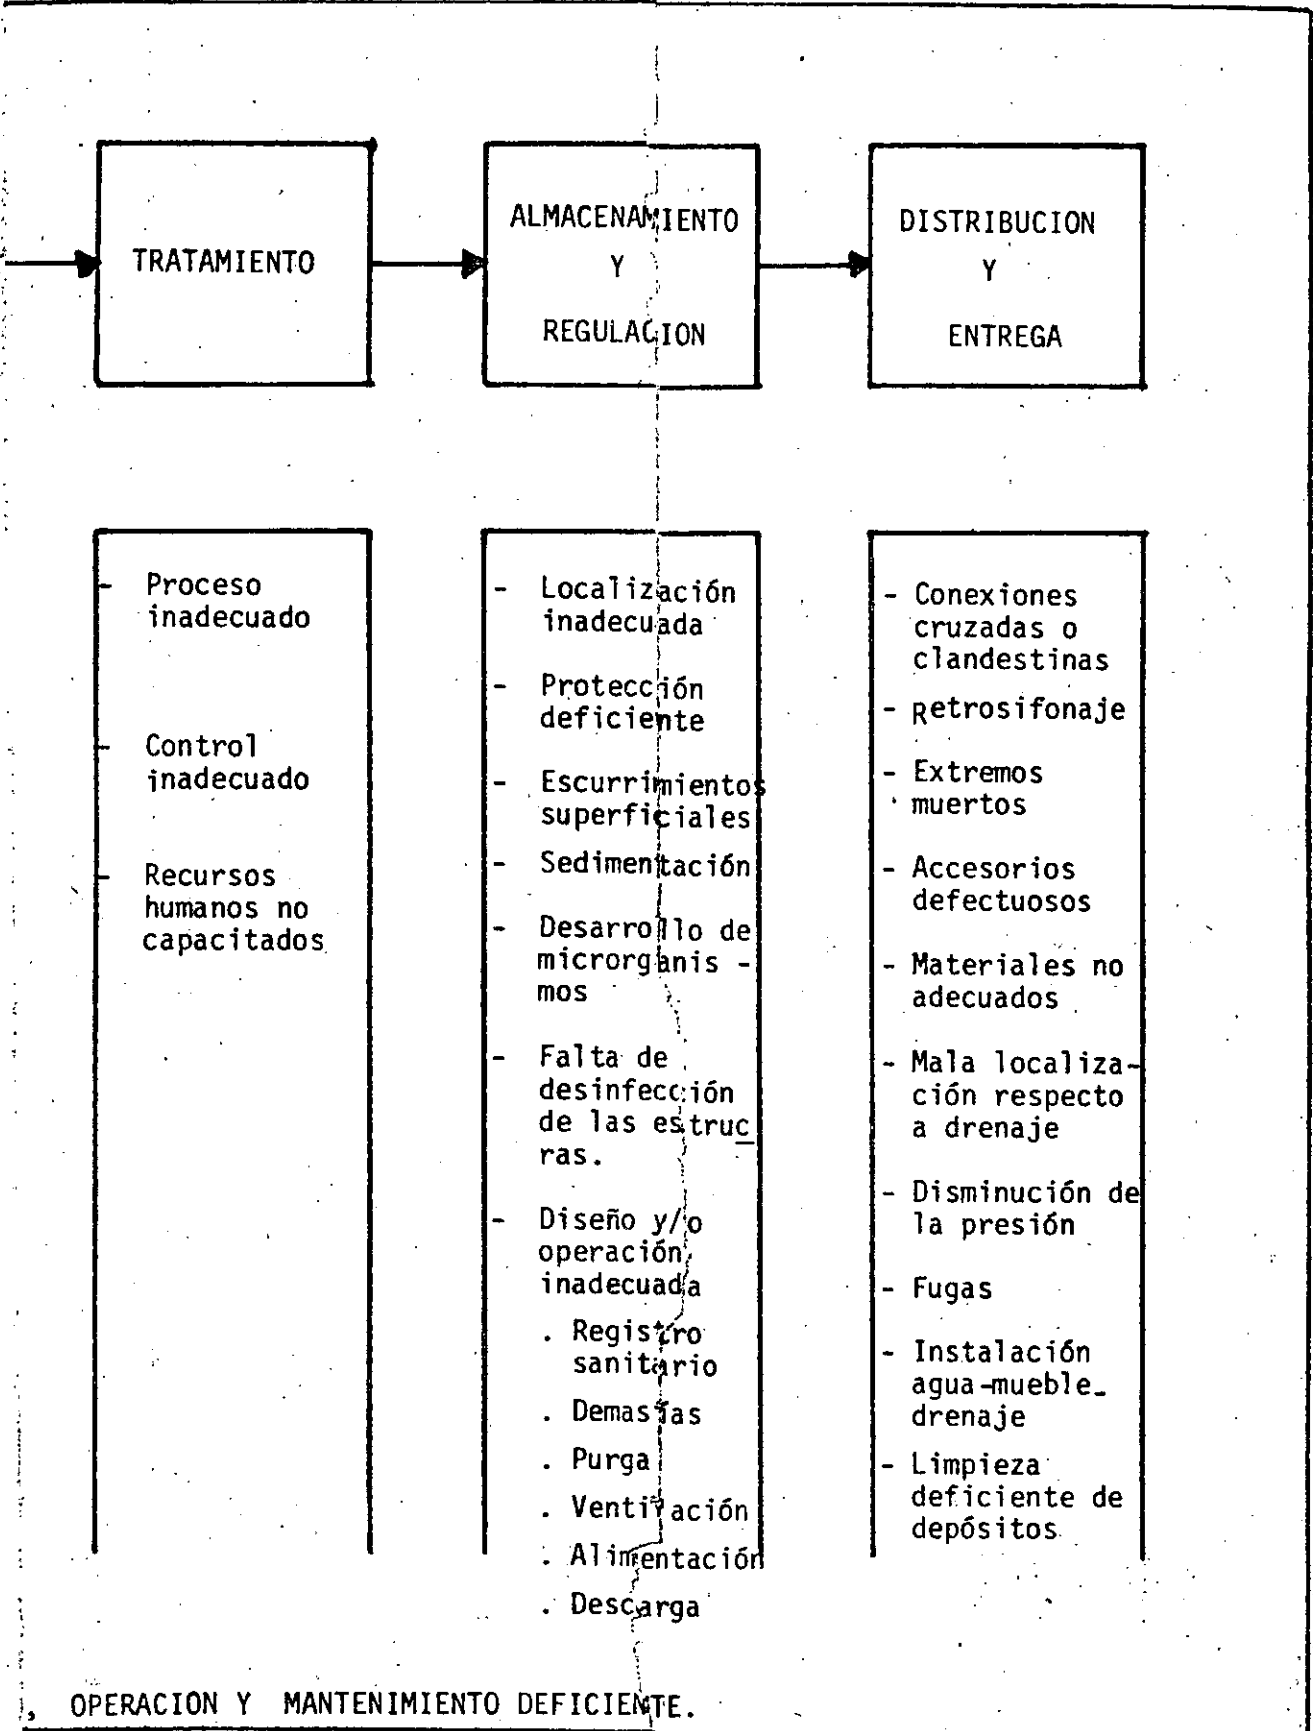 TRATAMIENTO
ALMACENAMIENTO
Y
REGULACION
DISTRIBUCION
Y
ENTREGA
- Proceso
inadecuado
- Control
inadecuado
- Recursos
humanos no
capacitados
- Localización
inadecuada
- Protección
deficiente
- Escurrimientos
superficiales
- Sedimentación
- Desarrollo de
microrganis -
mos
- Falta de
desinfección
de las estruc
ras.
- Diseño y/o
operación
inadecuada
. Registro
sanitario
. Demasías
. Purga
. Ventilación
. Alimentación
. Descarga
- Conexiones
cruzadas o
clandestinas
- Retrosifonaje
- Extremos
muertos
- Accesorios
defectuosos
- Materiales no
adecuados
- Mala localiza-
ción respecto
a drenaje
- Disminución de
la presión
- Fugas
- Instalación
agua-mueble-
drenaje
- Limpieza
deficiente de
depósitos
, OPERACION Y MANTENIMIENTO DEFICIENTE.